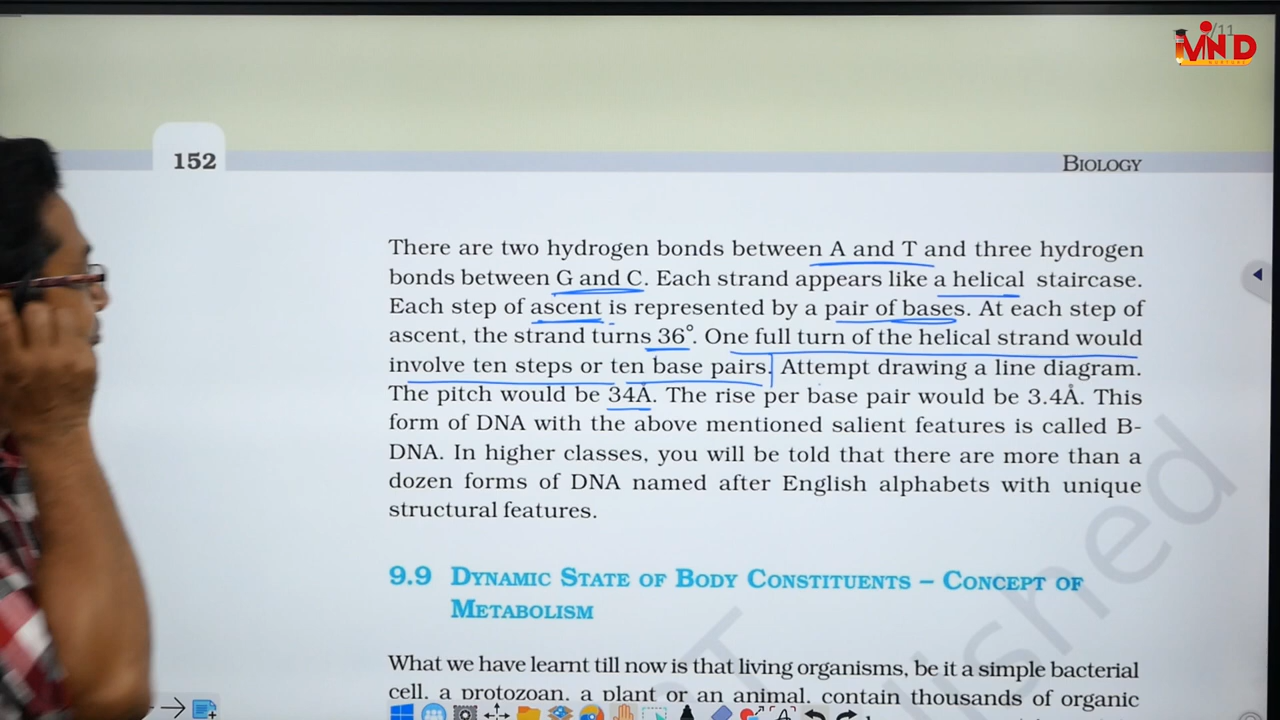 /11
MIND
152
BIOLOGY
There are two hydrogen bonds between A and T and three hydrogen
bonds between G and C. Each strand appears like a helical staircase.
Each step of ascent is represented by a pair of bases. At each step of
ascent, the strand turns 36°. One full turn of the helical strand would
involve ten steps or ten base pairs. Attempt drawing a line diagram.
The pitch would be 34Å. The rise per base pair would be 3.4Å. This
form of DNA with the above mentioned salient features is called B-
DNA. In higher classes, you will be told that there are more than a
dozen forms of DNA named after English alphabets with unique
structural features.
9.9 DYNAMIC STATE OF BODY CONSTITUENTS – CONCEPT OF
METABOLISM
What we have learnt till now is that living organisms, be it a simple bacterial
cell, a protozoan, a plant or an animal, contain thousands of organic